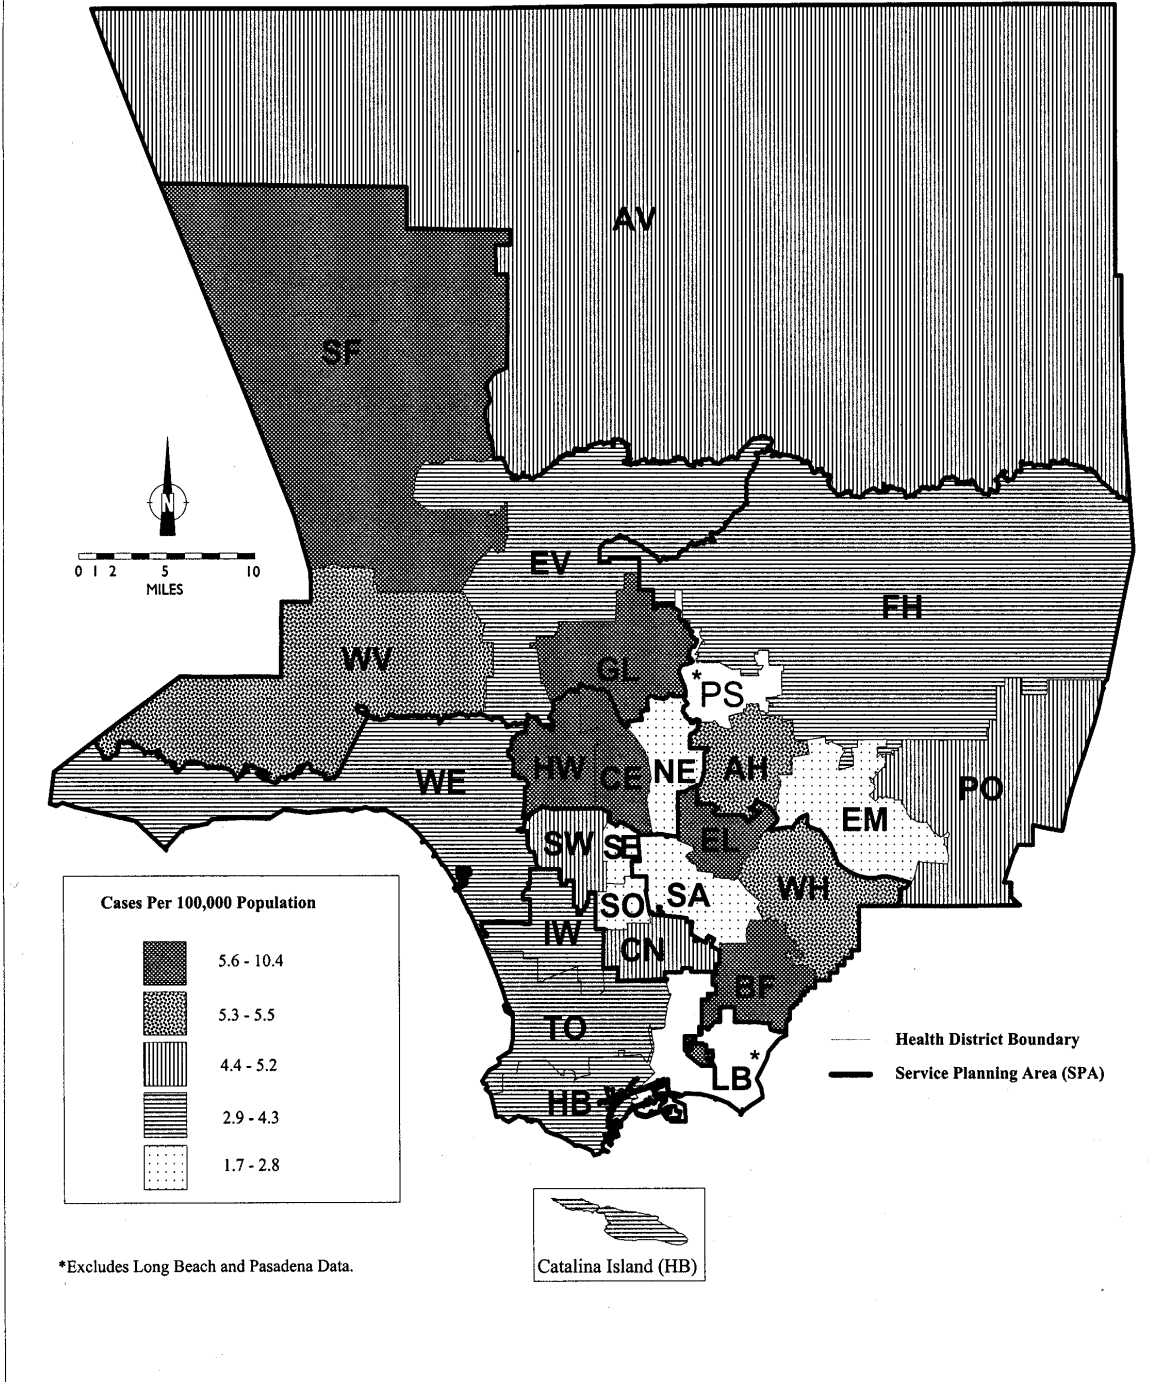 AV
SF
N
0 1 2 5 10
MILES
EV
FH
WV
GL
*PS
HW
CE
NE
AH
WE
PO
EM
SW
SE
EL
WH
SA
SO
IW
CN
BF
TO
*
LB
HB
Cases Per 100,000 Population
5.6 - 10.4
5.3 - 5.5
4.4 - 5.2
2.9 - 4.3
1.7 - 2.8
Health District Boundary
Service Planning Area (SPA)
Catalina Island (HB)
*Excludes Long Beach and Pasadena Data.